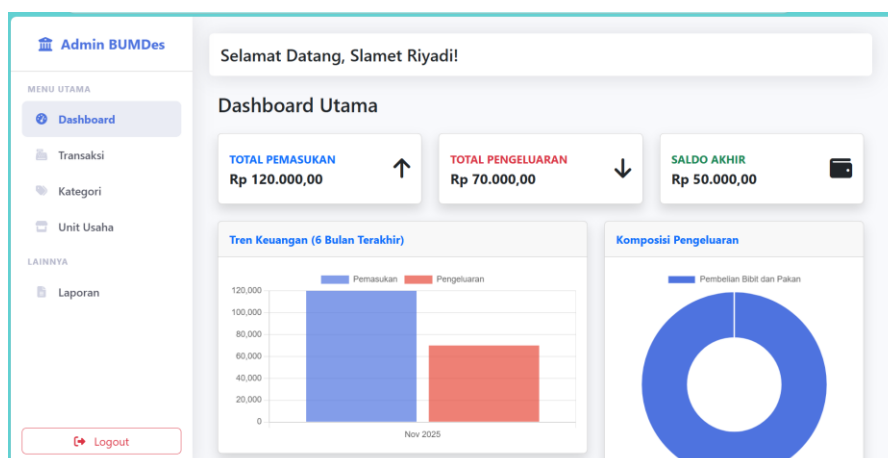 Admin BUMDes
MENU UTAMA
Dashboard
Transaksi
Kategori
Unit Usaha
LAINNYA
Laporan
Logout
Selamat Datang, Slamet Riyadi!
Dashboard Utama
TOTAL PEMASUKAN
Rp 120.000,00
TOTAL PENGELUARAN
Rp 70.000,00
SALDO AKHIR
Rp 50.000,00
Tren Keuangan (6 Bulan Terakhir)
Pemasukan Pengeluaran
120,000
100,000
80,000
60,000
40,000
20,000
0
Nov 2025
Komposisi Pengeluaran
Pembelian Bibit dan Pakan